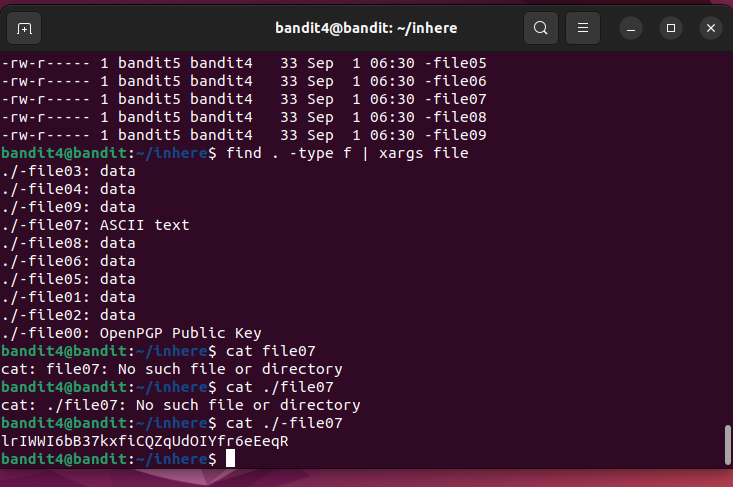 bandit4@bandit: ~/inhere
-rw-r----- 1 bandit5 bandit4   33 Sep  1 06:30 -file05
-rw-r----- 1 bandit5 bandit4   33 Sep  1 06:30 -file06
-rw-r----- 1 bandit5 bandit4   33 Sep  1 06:30 -file07
-rw-r----- 1 bandit5 bandit4   33 Sep  1 06:30 -file08
-rw-r----- 1 bandit5 bandit4   33 Sep  1 06:30 -file09
bandit4@bandit:~/inhere$ find . -type f | xargs file
./-file03: data
./-file04: data
./-file09: data
./-file07: ASCII text
./-file08: data
./-file06: data
./-file05: data
./-file01: data
./-file02: data
./-file00: OpenPGP Public Key
bandit4@bandit:~/inhere$ cat file07
cat: file07: No such file or directory
bandit4@bandit:~/inhere$ cat ./file07
cat: ./file07: No such file or directory
bandit4@bandit:~/inhere$ cat ./-file07
lrIWWI6bB37kxfiCQZqUdOIYfr6eEeqR
bandit4@bandit:~/inhere$